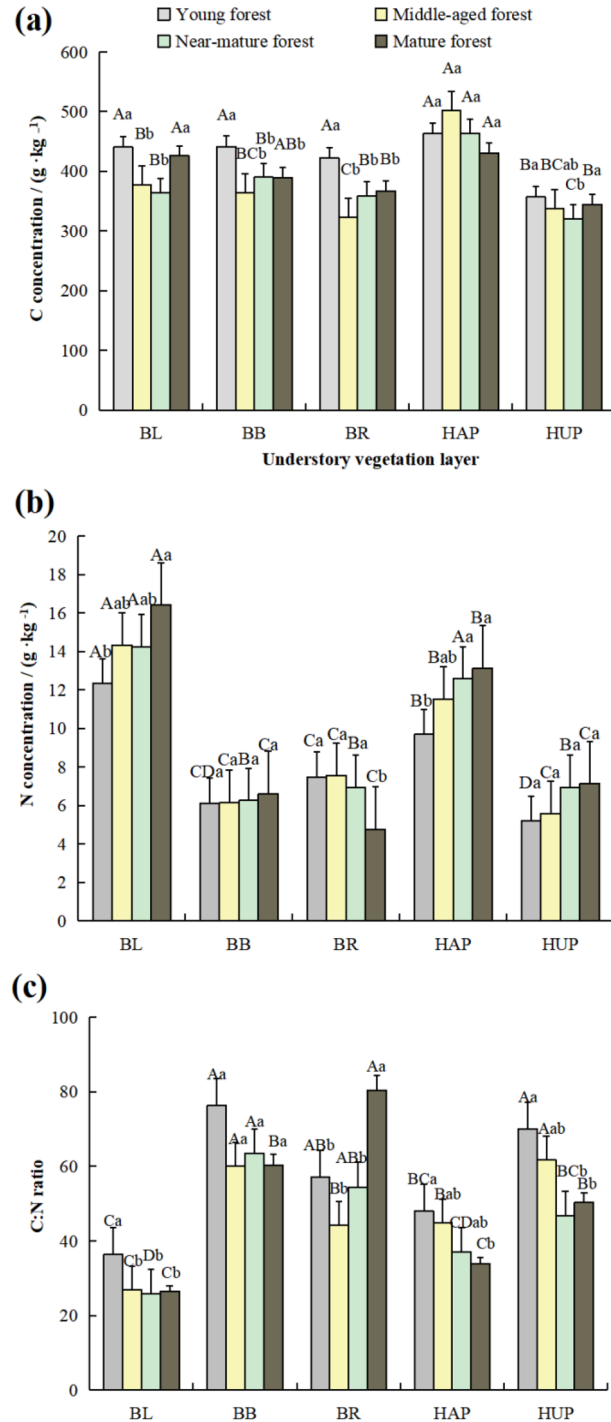 (a)
Young forest Middle-aged forest
Near-mature forest Mature forest
C concentration / (g ·kg ⁻¹)
600
500
400
300
200
100
0
Aa Bb Bb Aa
Aa BCb Bb ABb
Aa Cb Bb Bb
Aa Aa Aa Aa
Ba BCab Cb Ba
BL BB BR HAP HUP
Understory vegetation layer
(b)
N concentration / (g ·kg ⁻¹)
20
18
16
14
12
10
8
6
4
2
0
Ab Aab Aab Aa
CDa Ca Ba Ca
Ca Ca Ba Cb
Bb Bab Aa Ba
Da Ca Ba Ca
BL BB BR HAP HUP
(c)
C:N ratio
100
80
60
40
20
0
Ca Cb Db Cb
Aa Aa Aa Ba
ABb Bb ABb Aa
BCa Bab CDab Cb
Aa Aab BCb Bb
BL BB BR HAP HUP